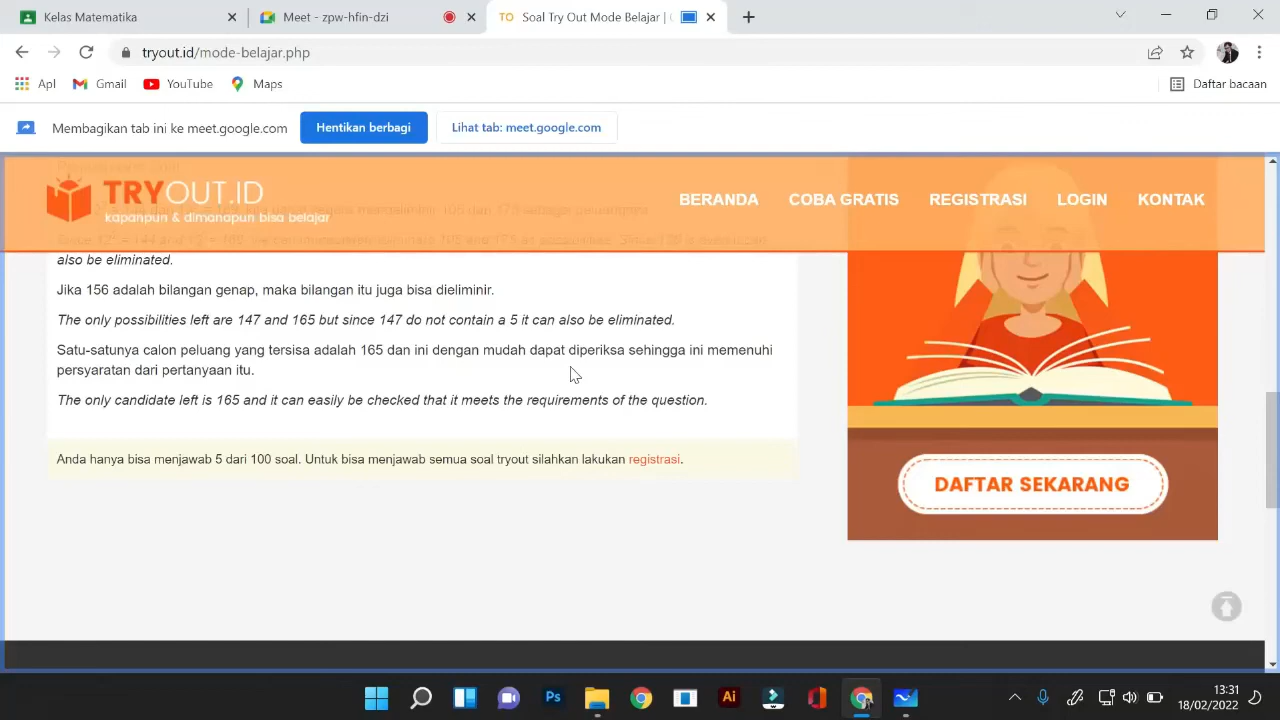 Kelas Matematika
Meet - zpw-hfin-dzi
TO Soal Try Out Mode Belajar |
tryout.id/mode-belajar.php
Apl
Gmail
YouTube
Maps
Daftar bacaan
Membagikan tab ini ke meet.google.com
Hentikan berbagi
Lihat tab: meet.google.com
TRYOUT.ID
kapanpun & dimanapun bisa belajar
BERANDA
COBA GRATIS
REGISTRASI
LOGIN
KONTAK
also be eliminated.
Jika 156 adalah bilangan genap, maka bilangan itu juga bisa dieliminir.
The only possibilities left are 147 and 165 but since 147 do not contain a 5 it can also be eliminated.
Satu-satunya calon peluang yang tersisa adalah 165 dan ini dengan mudah dapat diperiksa sehingga ini memenuhi
persyaratan dari pertanyaan itu.
The only candidate left is 165 and it can easily be checked that it meets the requirements of the question.
Anda hanya bisa menjawab 5 dari 100 soal. Untuk bisa menjawab semua soal tryout silahkan lakukan registrasi.
DAFTAR SEKARANG
Ps
Ai
13:31
18/02/2022